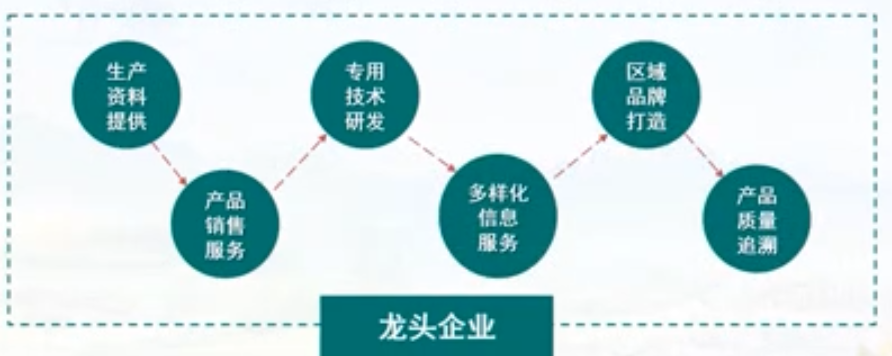 生产
资料
提供
产品
销售
服务
专用
技术
研发
多样化
信息
服务
区域
品牌
打造
产品
质量
追溯
龙头企业